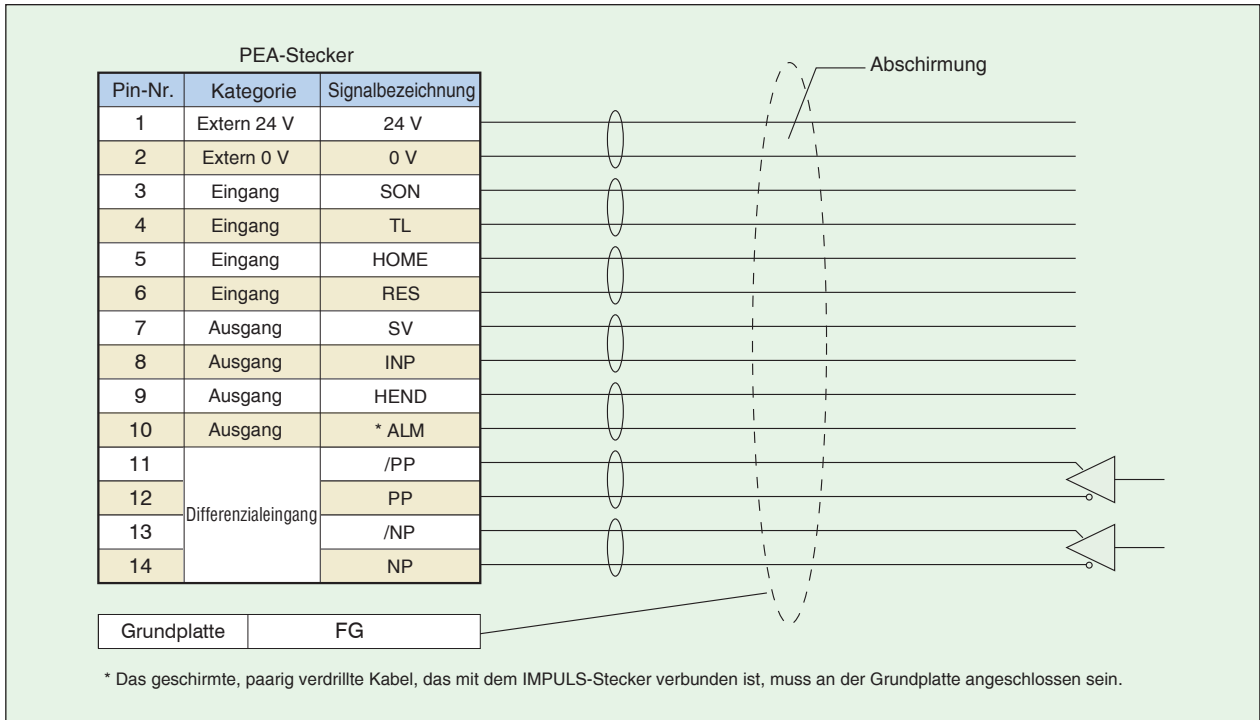 PEA-Stecker
Abschirmung
Pin-Nr. Kategorie Signalbezeichnung
1 Extern 24 V 24 V
2 Extern 0 V 0 V
3 Eingang SON
4 Eingang TL
5 Eingang HOME
6 Eingang RES
7 Ausgang SV
8 Ausgang INP
9 Ausgang HEND
10 Ausgang * ALM
11 /PP
12 PP
Differenzialeingang
13 /NP
14 NP
Grundplatte FG
* Das geschirmte, paarig verdrillte Kabel, das mit dem IMPULS-Stecker verbunden ist, muss an der Grundplatte angeschlossen sein.